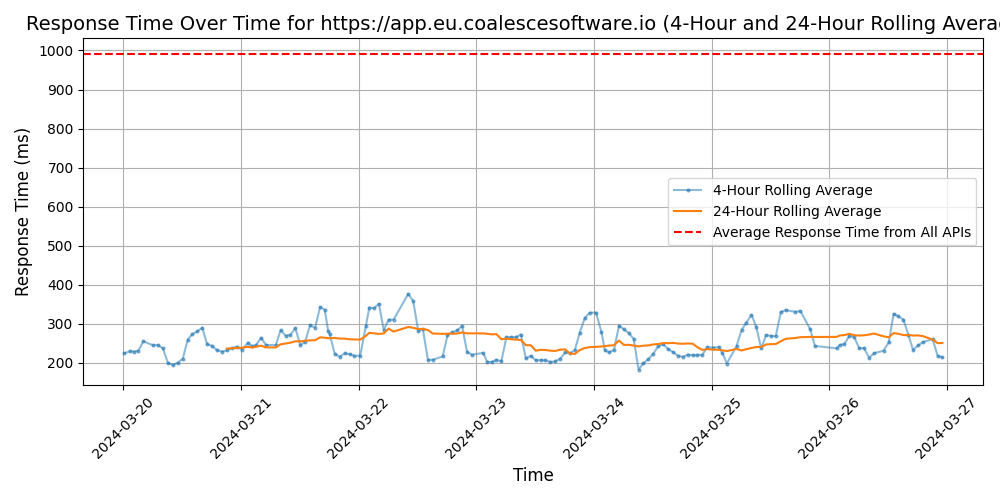 Response Time Over Time for https://app.eu.coalescesoftware.io (4-Hour and 24-Hour Rolling Avera
1000
900
800
700
600
500
400
300
200
Response Time (ms)
4-Hour Rolling Average
24-Hour Rolling Average
Average Response Time from All APIs
2024-03-20
2024-03-21
2024-03-22
2024-03-23
2024-03-24
2024-03-25
2024-03-26
2024-03-27
Time